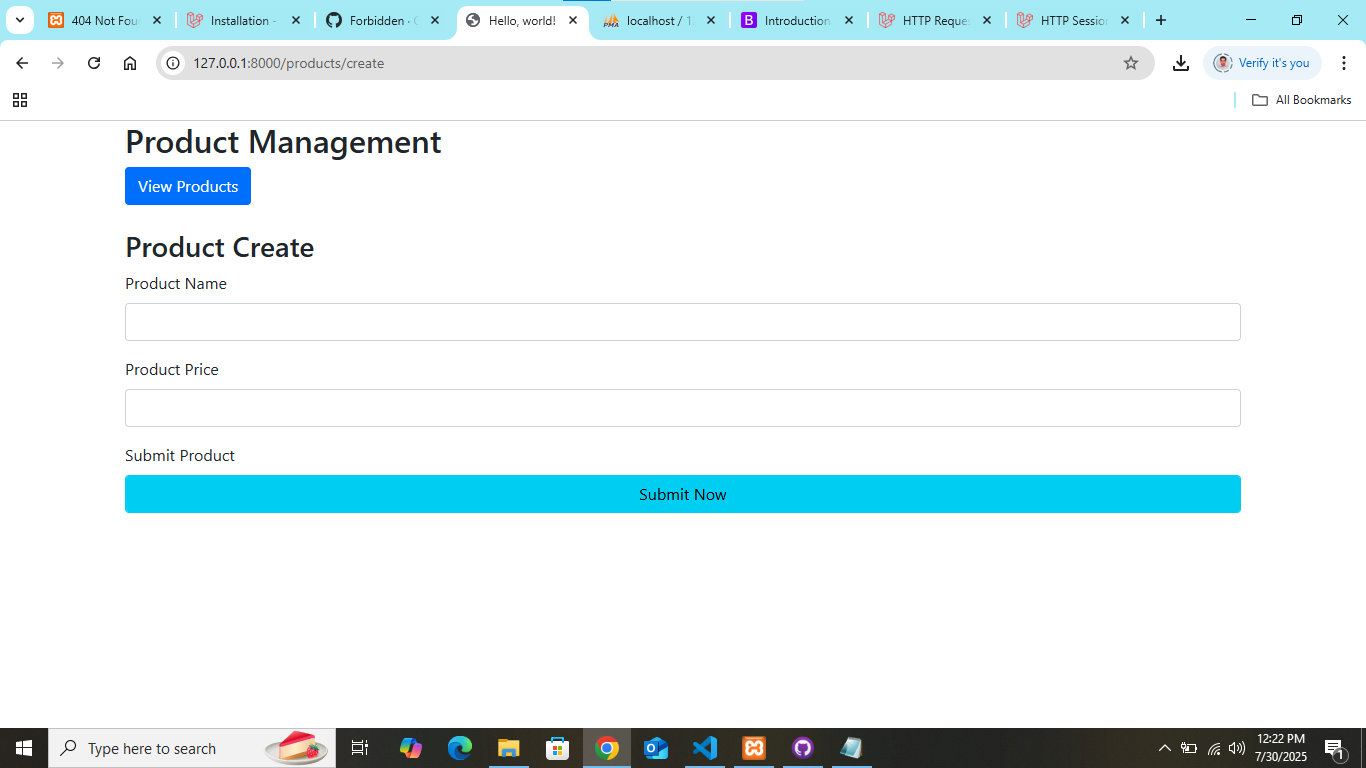 404 Not Fou
Installation -
Forbidden · G
Hello, world!
localhost / 1
Introduction
HTTP Reque
HTTP Session
127.0.0.1:8000/products/create
Verify it's you
All Bookmarks
Product Management
View Products
Product Create
Product Name
Product Price
Submit Product
Submit Now
Type here to search
12:22 PM
7/30/2025
1